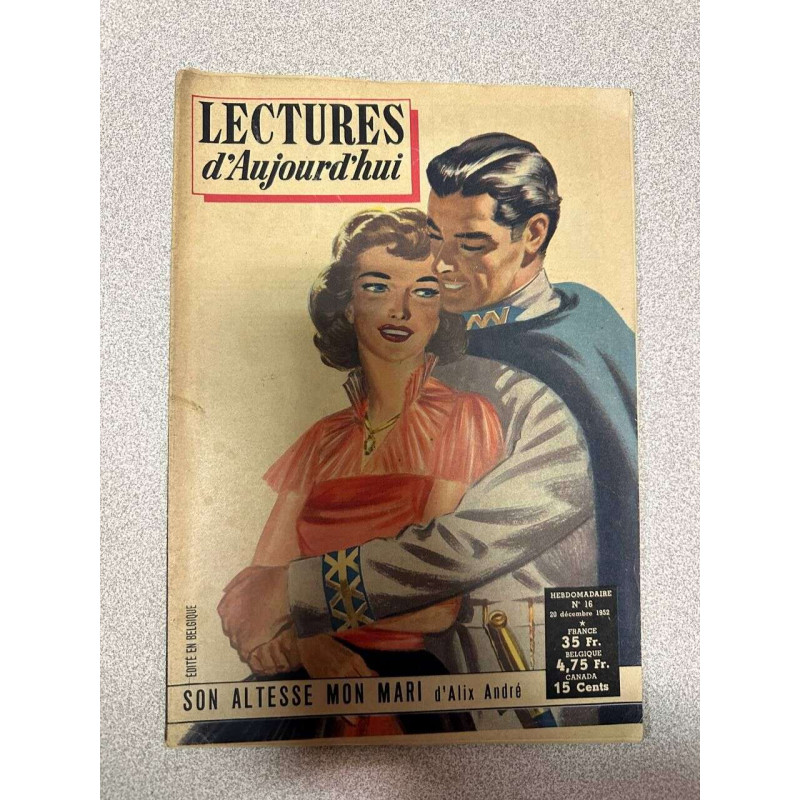 LECTURES
d'Aujourd'hui
HEBDOMADAIRE
N° 16
20 décembre 1952
★
FRANCE
35 Fr.
BELGIQUE
4,75 Fr.
CANADA
15 Cents
EDITÉ EN BELGIQUE
SON ALTESSE MON MARI d'Alix André